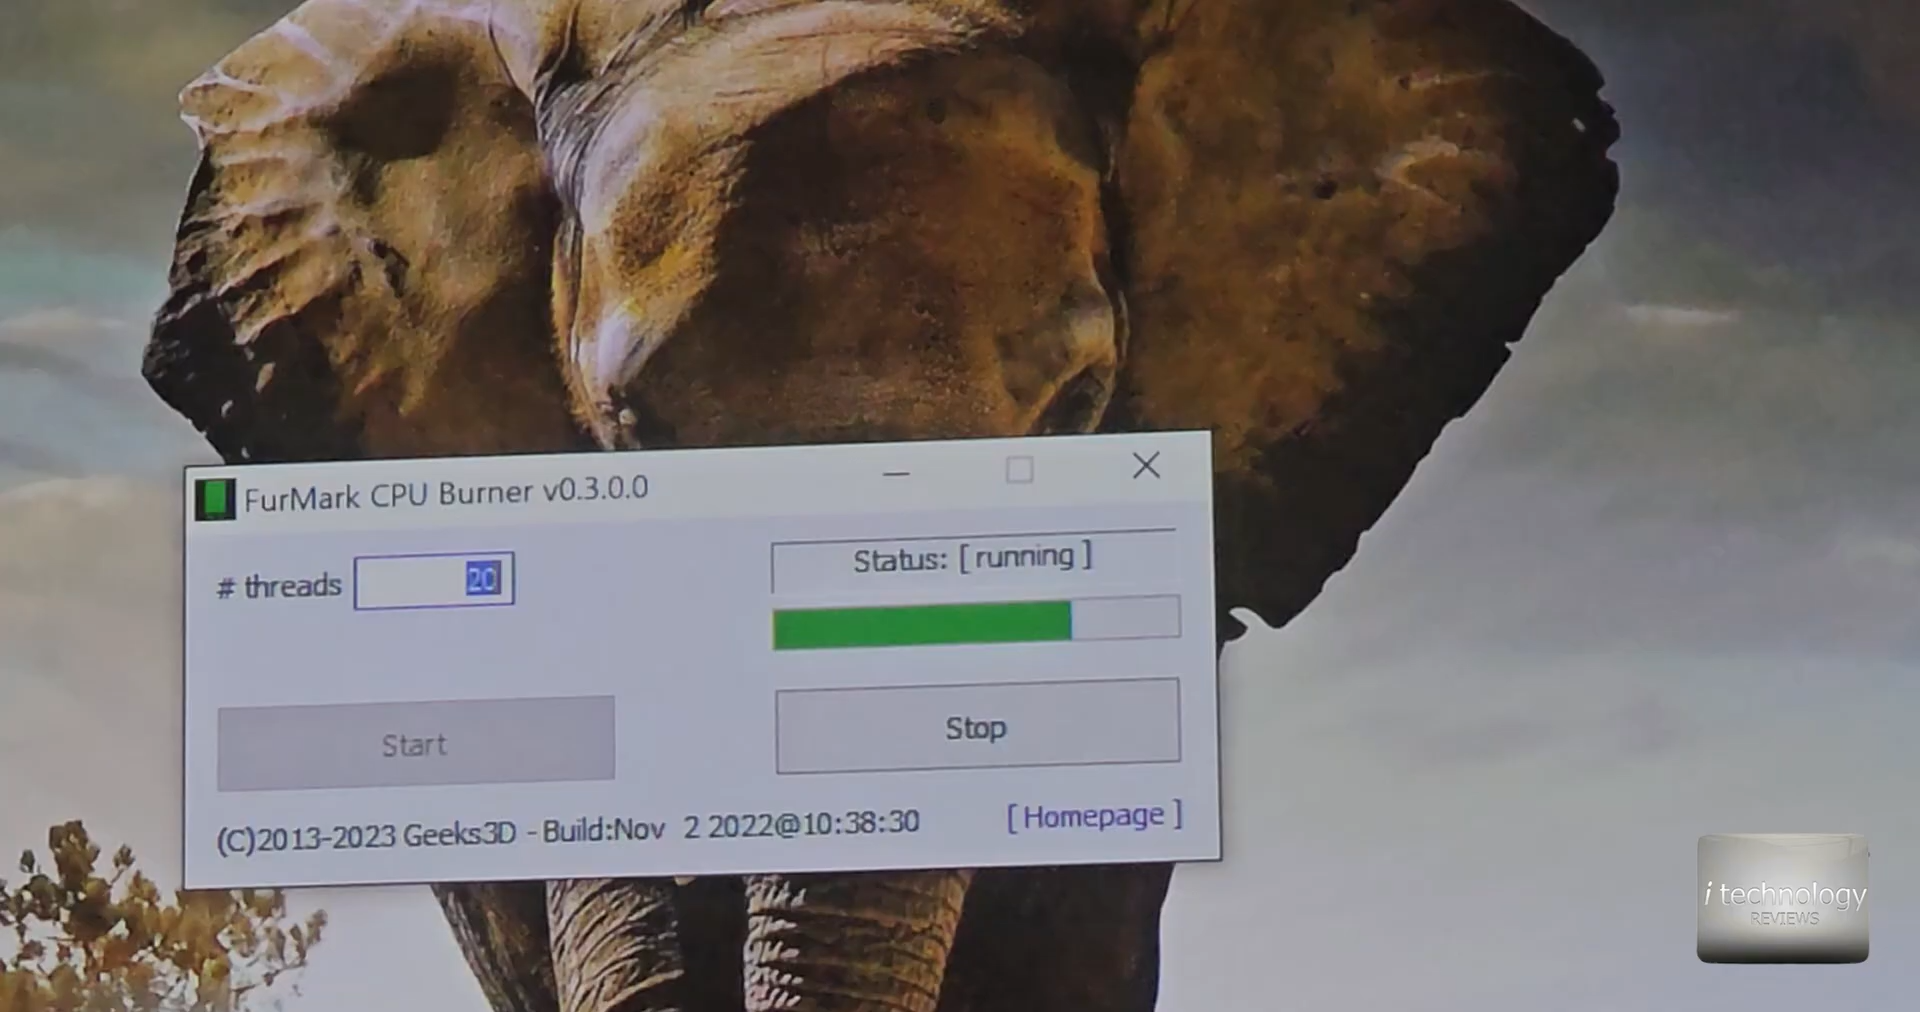 FurMark CPU Burner v0.3.0.0
# threads 20
Status: [ running ]
Start
Stop
(C)2013-2023 Geeks3D - Build:Nov  2 2022@10:38:30
[ Homepage ]
i technology
REVIEWS